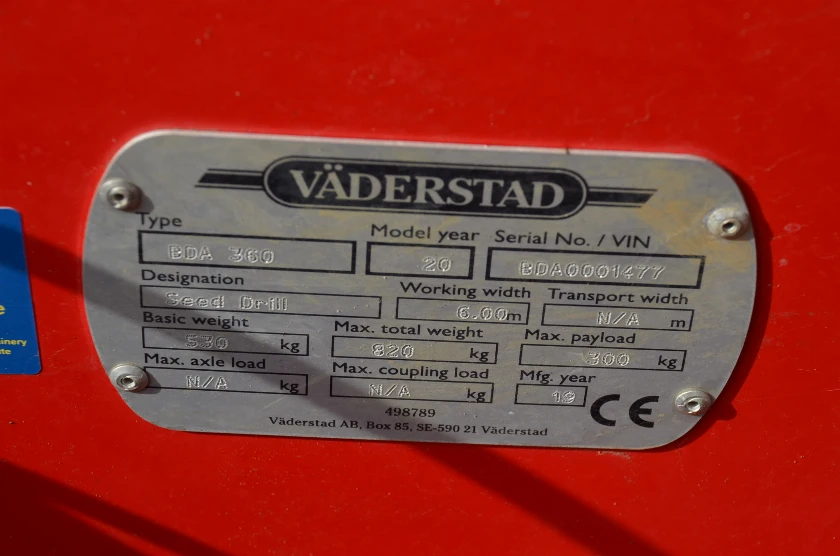 VÄDERSTAD
Type Model year Serial No. / VIN
BDA 360 20 BDA0001477
Designation Working width Transport width
Seed Drill 6.00m N/A m
Basic weight Max. total weight Max. payload
530 kg 820 kg 300 kg
Max. axle load Max. coupling load Mfg. year
N/A kg N/A kg 19 CE
498789
Väderstad AB, Box 85, SE-590 21 Väderstad